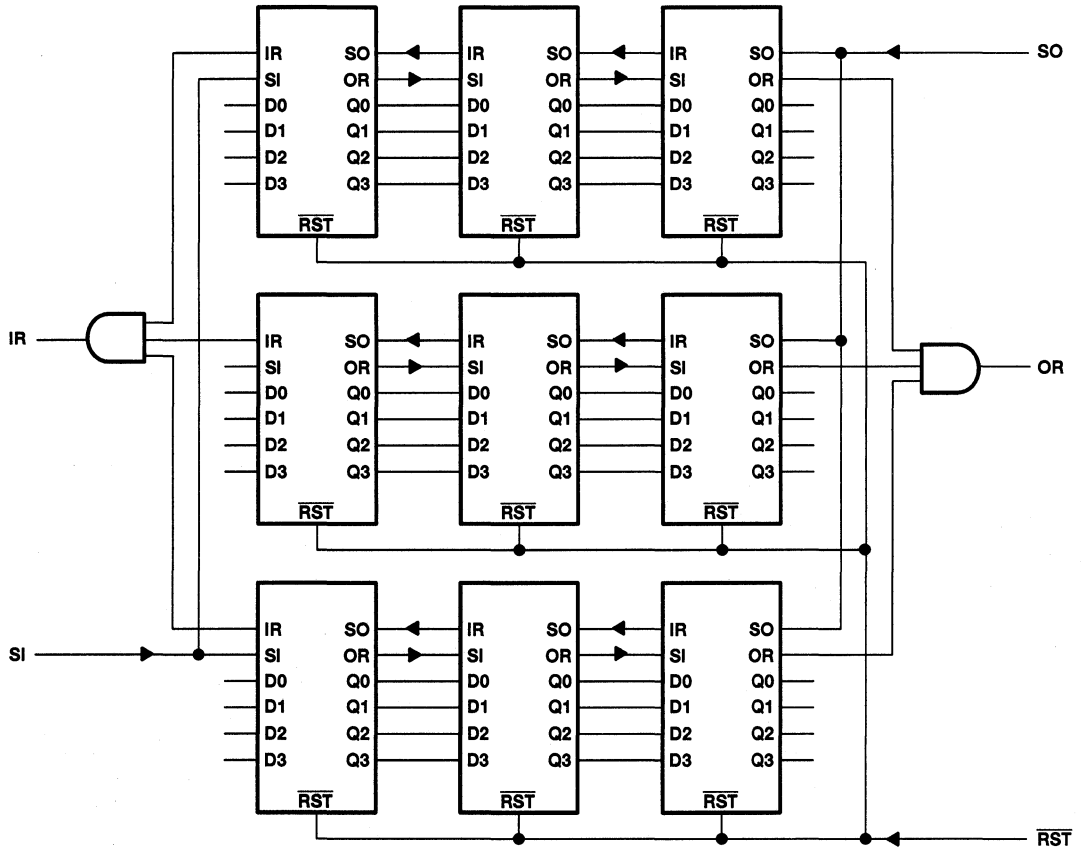 IR SO IR SO IR SO SO
SI OR SI OR SI OR
D0 Q0 D0 Q0 D0 Q0
D1 Q1 D1 Q1 D1 Q1
D2 Q2 D2 Q2 D2 Q2
D3 Q3 D3 Q3 D3 Q3
RST RST RST
IR IR SO IR SO IR SO
SI OR SI OR SI OR OR
D0 Q0 D0 Q0 D0 Q0
D1 Q1 D1 Q1 D1 Q1
D2 Q2 D2 Q2 D2 Q2
D3 Q3 D3 Q3 D3 Q3
RST RST RST
IR SO IR SO IR SO
SI SI OR SI OR SI OR
D0 Q0 D0 Q0 D0 Q0
D1 Q1 D1 Q1 D1 Q1
D2 Q2 D2 Q2 D2 Q2
D3 Q3 D3 Q3 D3 Q3
RST RST RST
RST